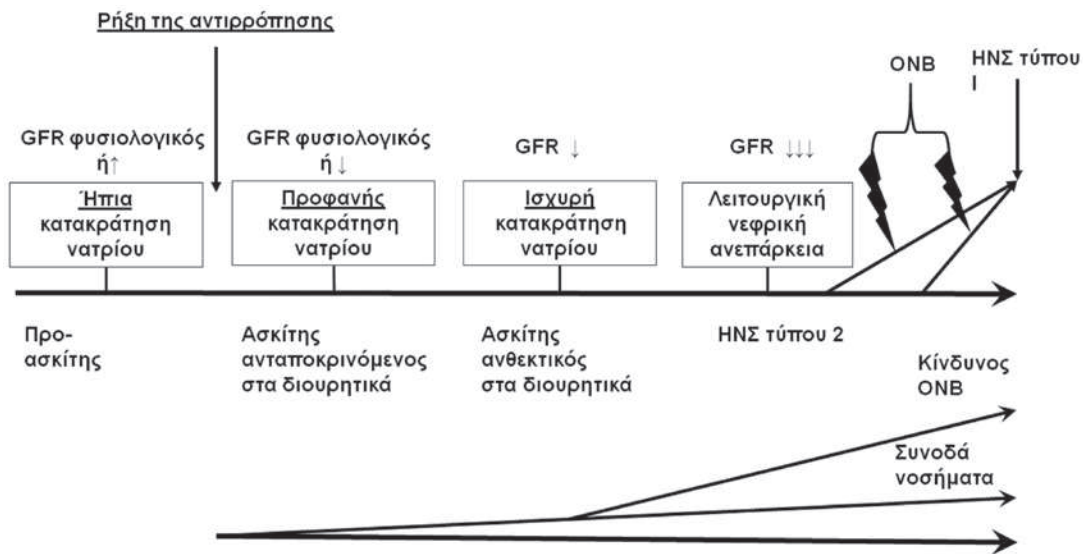 Ρήξη της αντιρρόπησης
ΟΝΒ
ΗΝΣ τύπου
Ι
GFR φυσιολογικός
ή↑
GFR φυσιολογικός
ή ↓
GFR ↓
GFR ↓↓↓
Ήπια
κατακράτηση
νατρίου
Προφανής
κατακράτηση
νατρίου
Ισχυρή
κατακράτηση
νατρίου
Λειτουργική
νεφρική
ανεπάρκεια
Προ-
ασκίτης
Ασκίτης
ανταποκρινόμενος
στα διουρητικά
Ασκίτης
ανθεκτικός
στα διουρητικά
ΗΝΣ τύπου 2
Κίνδυνος
ΟΝΒ
Συνοδά
νοσήματα